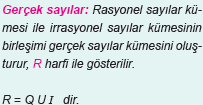 Gerçek sayılar: Rasyonel sayılar kü-
mesi ile irrasyonel sayılar kümesinin
birleşimi gerçek sayılar kümesini oluş-
turur, R harfi ile gösterilir.
R = Q U I dir.